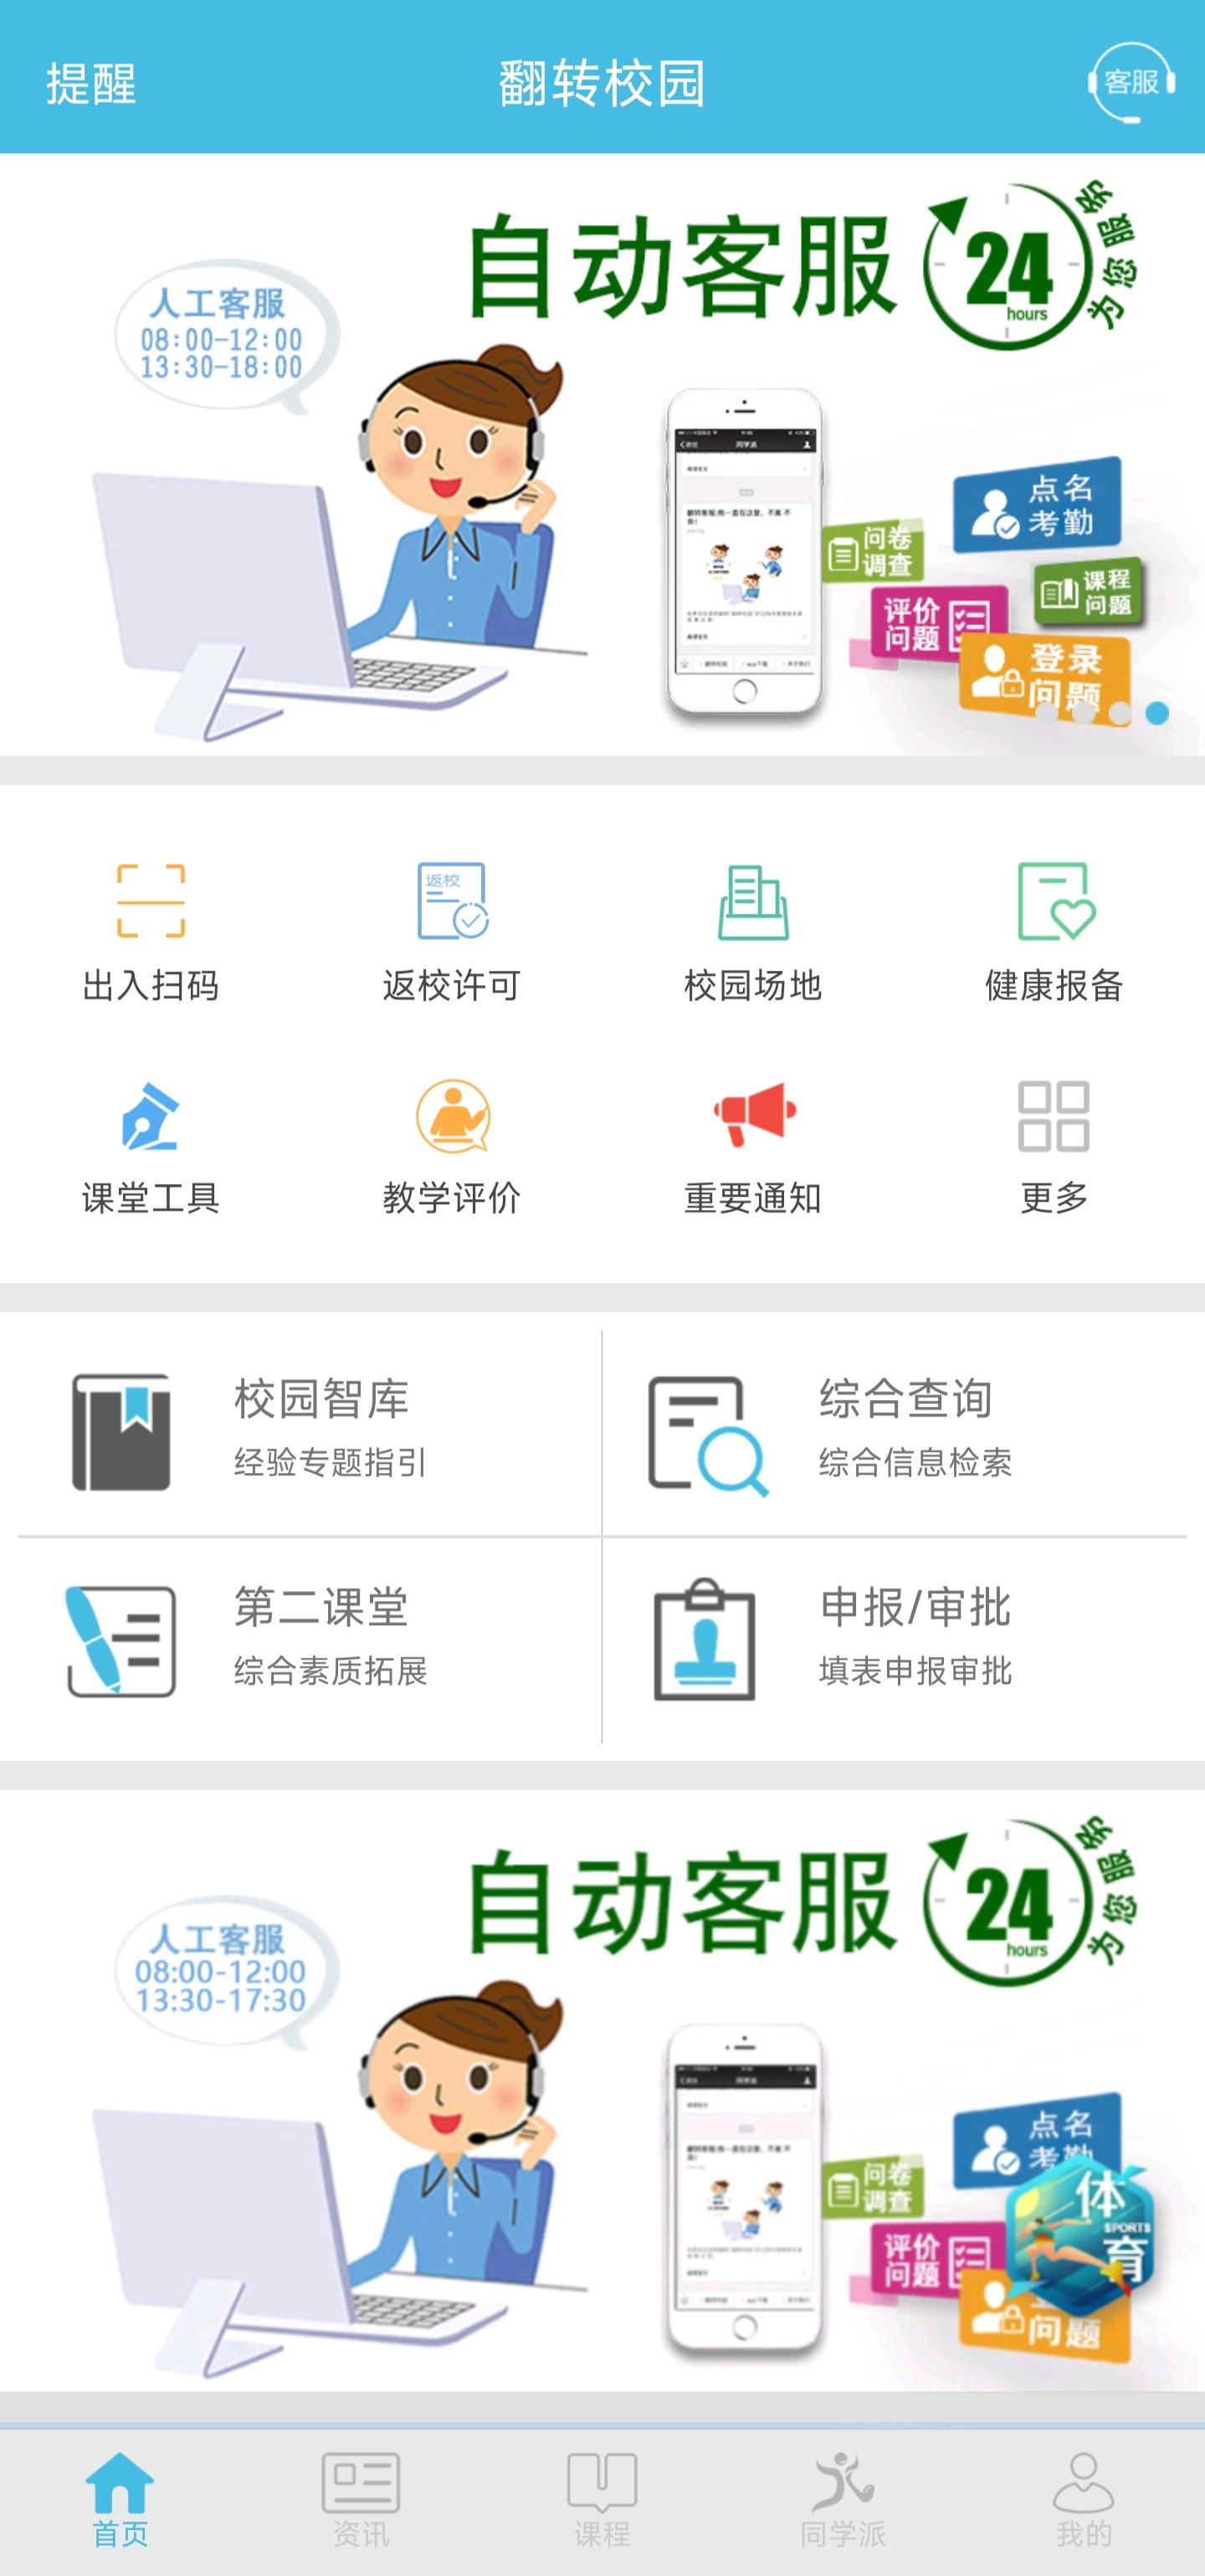 提醒
翻转校园
客服
自动客服
24
hours
为您服务
人工客服
08:00-12:00
13:30-18:00
同学派
点名
考勤
问卷
调查
课程
问题
评价
问题
登录
问题
返校
出入扫码
返校许可
校园场地
健康报备
课堂工具
教学评价
重要通知
更多
校园智库
经验专题指引
综合查询
综合信息检索
第二课堂
综合素质拓展
申报/审批
填表申报审批
自动客服
24
hours
为您服务
人工客服
08:00-12:00
13:30-17:30
同学派
点名
考勤
问卷
调查
体育
SPORTS
评价
问题
问题
首页
资讯
课程
同学派
我的